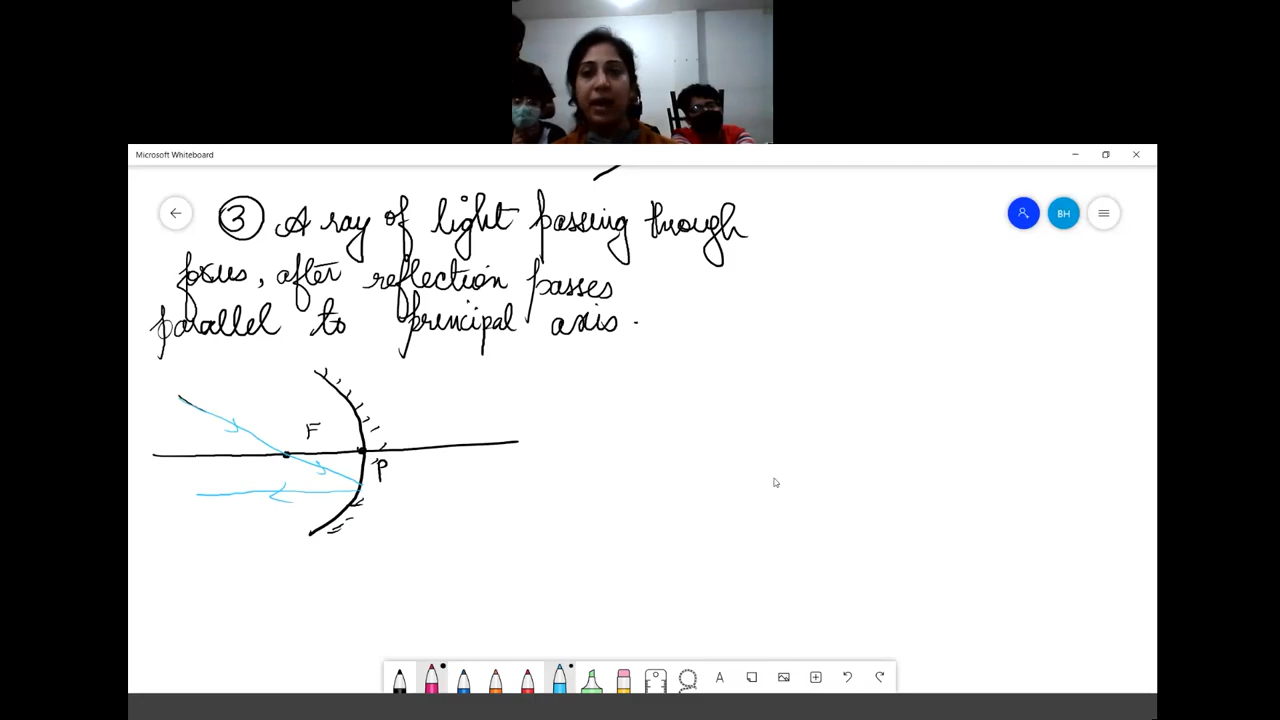 Microsoft Whiteboard
BH
③ A ray of light passing through
focus, after reflection passes
parallel to principal axis.
F
P
A